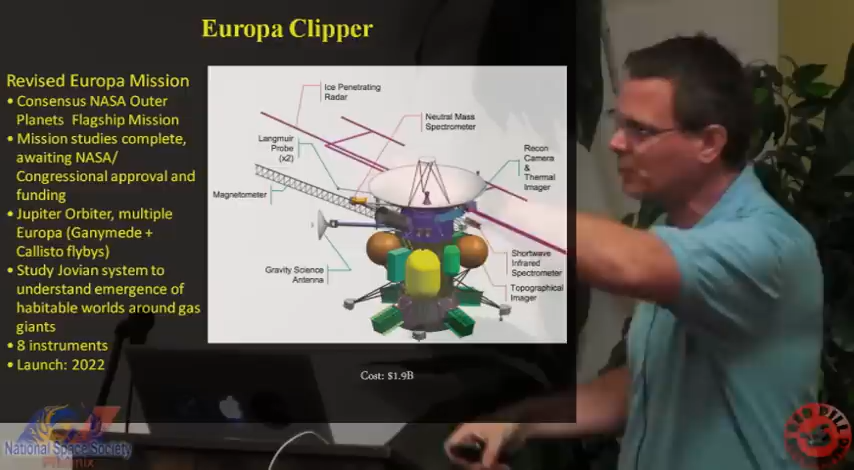 Europa Clipper
Revised Europa Mission
• Consensus NASA Outer
Planets Flagship Mission
• Mission studies complete,
awaiting NASA/
Congressional approval and
funding
• Jupiter Orbiter, multiple
Europa (Ganymede +
Callisto flybys)
• Study Jovian system to
understand emergence of
habitable worlds around gas
giants
• 8 instruments
• Launch: 2022
Ice Penetrating
Radar
Neutral Mass
Spectrometer
Langmuir
Probe
(x2)
Recon
Camera
&
Thermal
Imager
Magnetometer
Gravity Science
Antenna
Shortwave
Infrared
Spectrometer
Topographical
Imager
Cost: $1.9B
National Space Society
PHOENIX
RED PILL